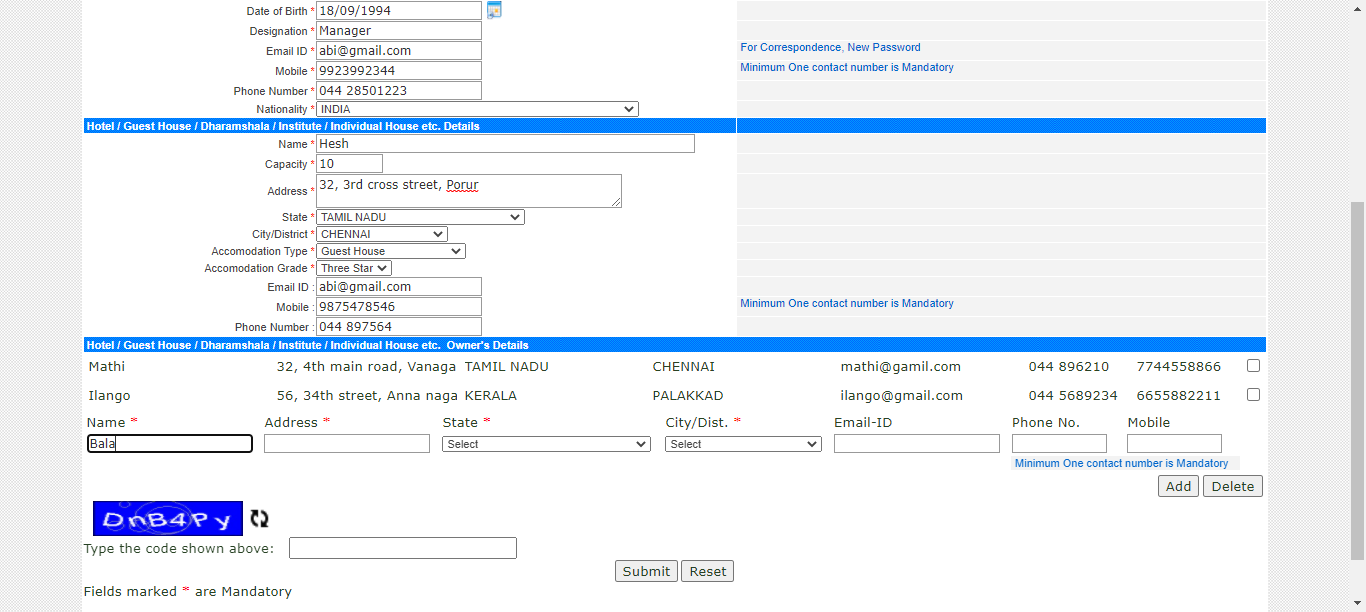 Date of Birth * 18/09/1994
Designation * Manager
Email ID * abi@gmail.com For Correspondence, New Password
Mobile * 9923992344 Minimum One contact number is Mandatory
Phone Number * 044 28501223
Nationality * INDIA
Hotel / Guest House / Dharamshala / Institute / Individual House etc. Details
Name * Hesh
Capacity * 10
Address * 32, 3rd cross street, Porur
State * TAMIL NADU
City/District * CHENNAI
Accomodation Type * Guest House
Accomodation Grade * Three Star
Email ID : abi@gmail.com
Mobile : 9875478546 Minimum One contact number is Mandatory
Phone Number : 044 897564
Hotel / Guest House / Dharamshala / Institute / Individual House etc. Owner's Details
Mathi 32, 4th main road, Vanaga TAMIL NADU CHENNAI mathi@gamil.com 044 896210 7744558866
Ilango 56, 34th street, Anna naga KERALA PALAKKAD ilango@gmail.com 044 5689234 6655882211
Name * Address * State * City/Dist. * Email-ID Phone No. Mobile
Bala Select Select
Minimum One contact number is Mandatory
Add Delete
DnB4Py
Type the code shown above:
Submit Reset
Fields marked * are Mandatory